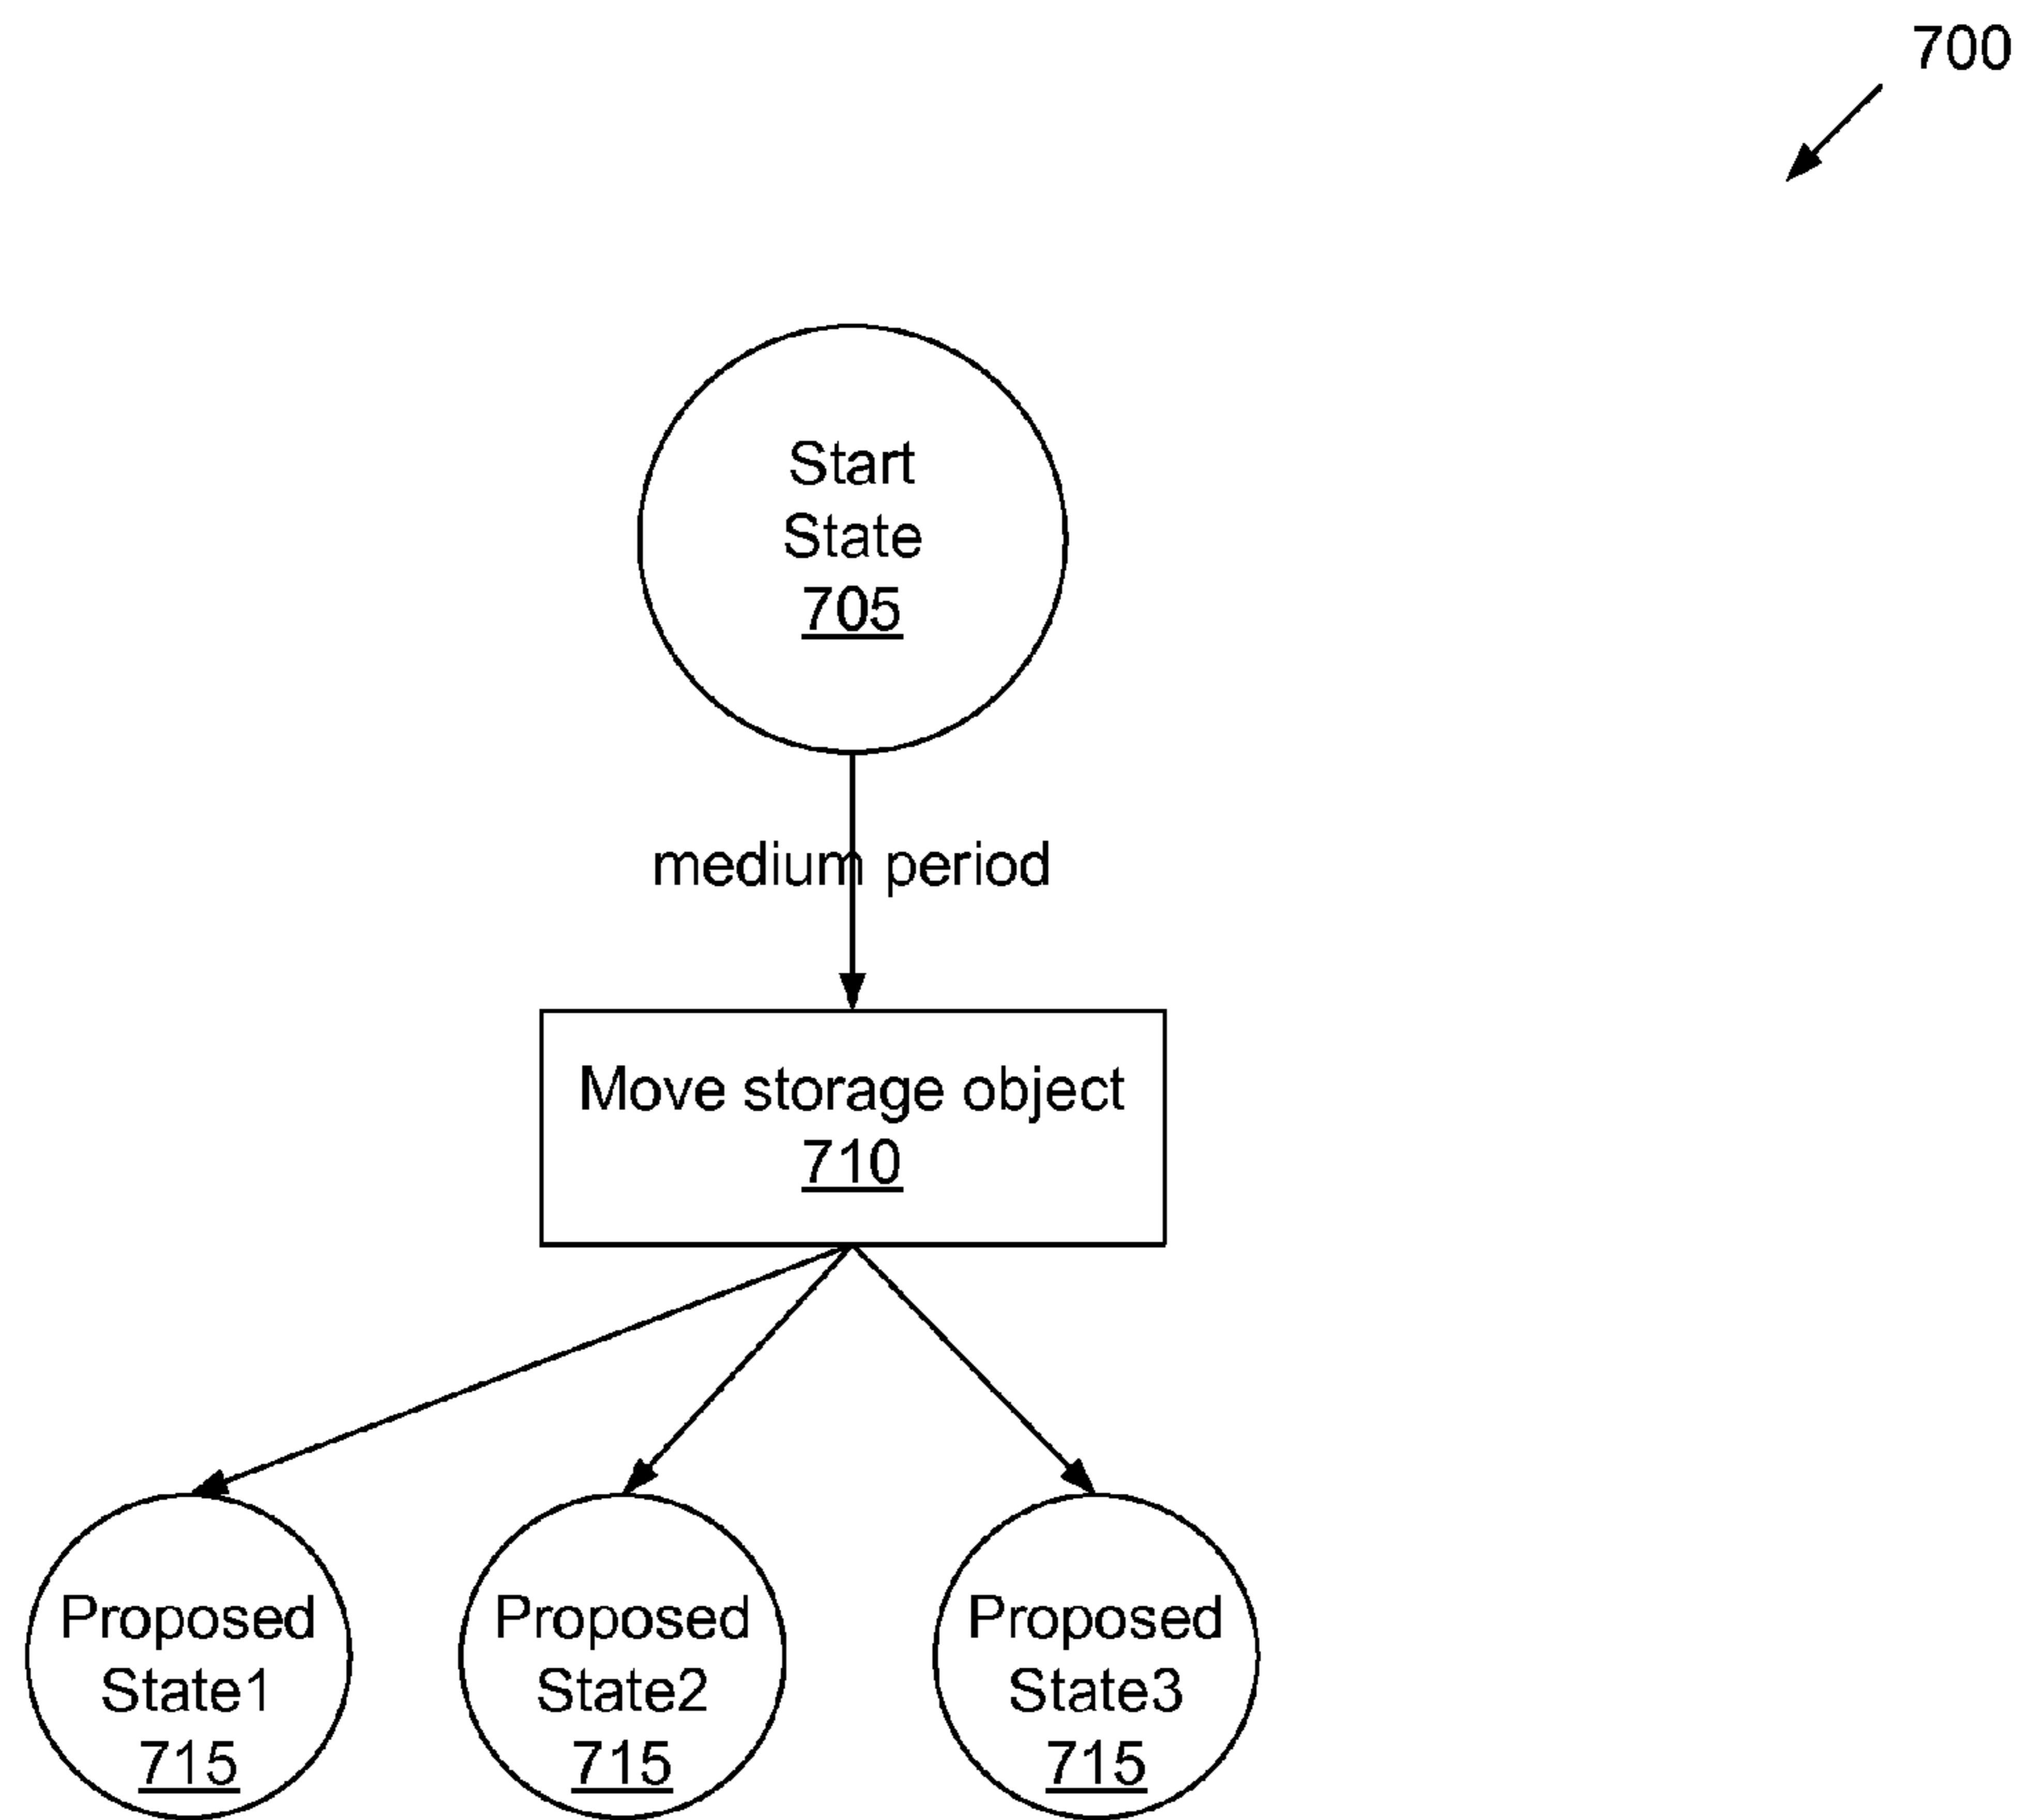 700
Start
State
705
medium period
Move storage object
710
Proposed
State1
715
Proposed
State2
715
Proposed
State3
715